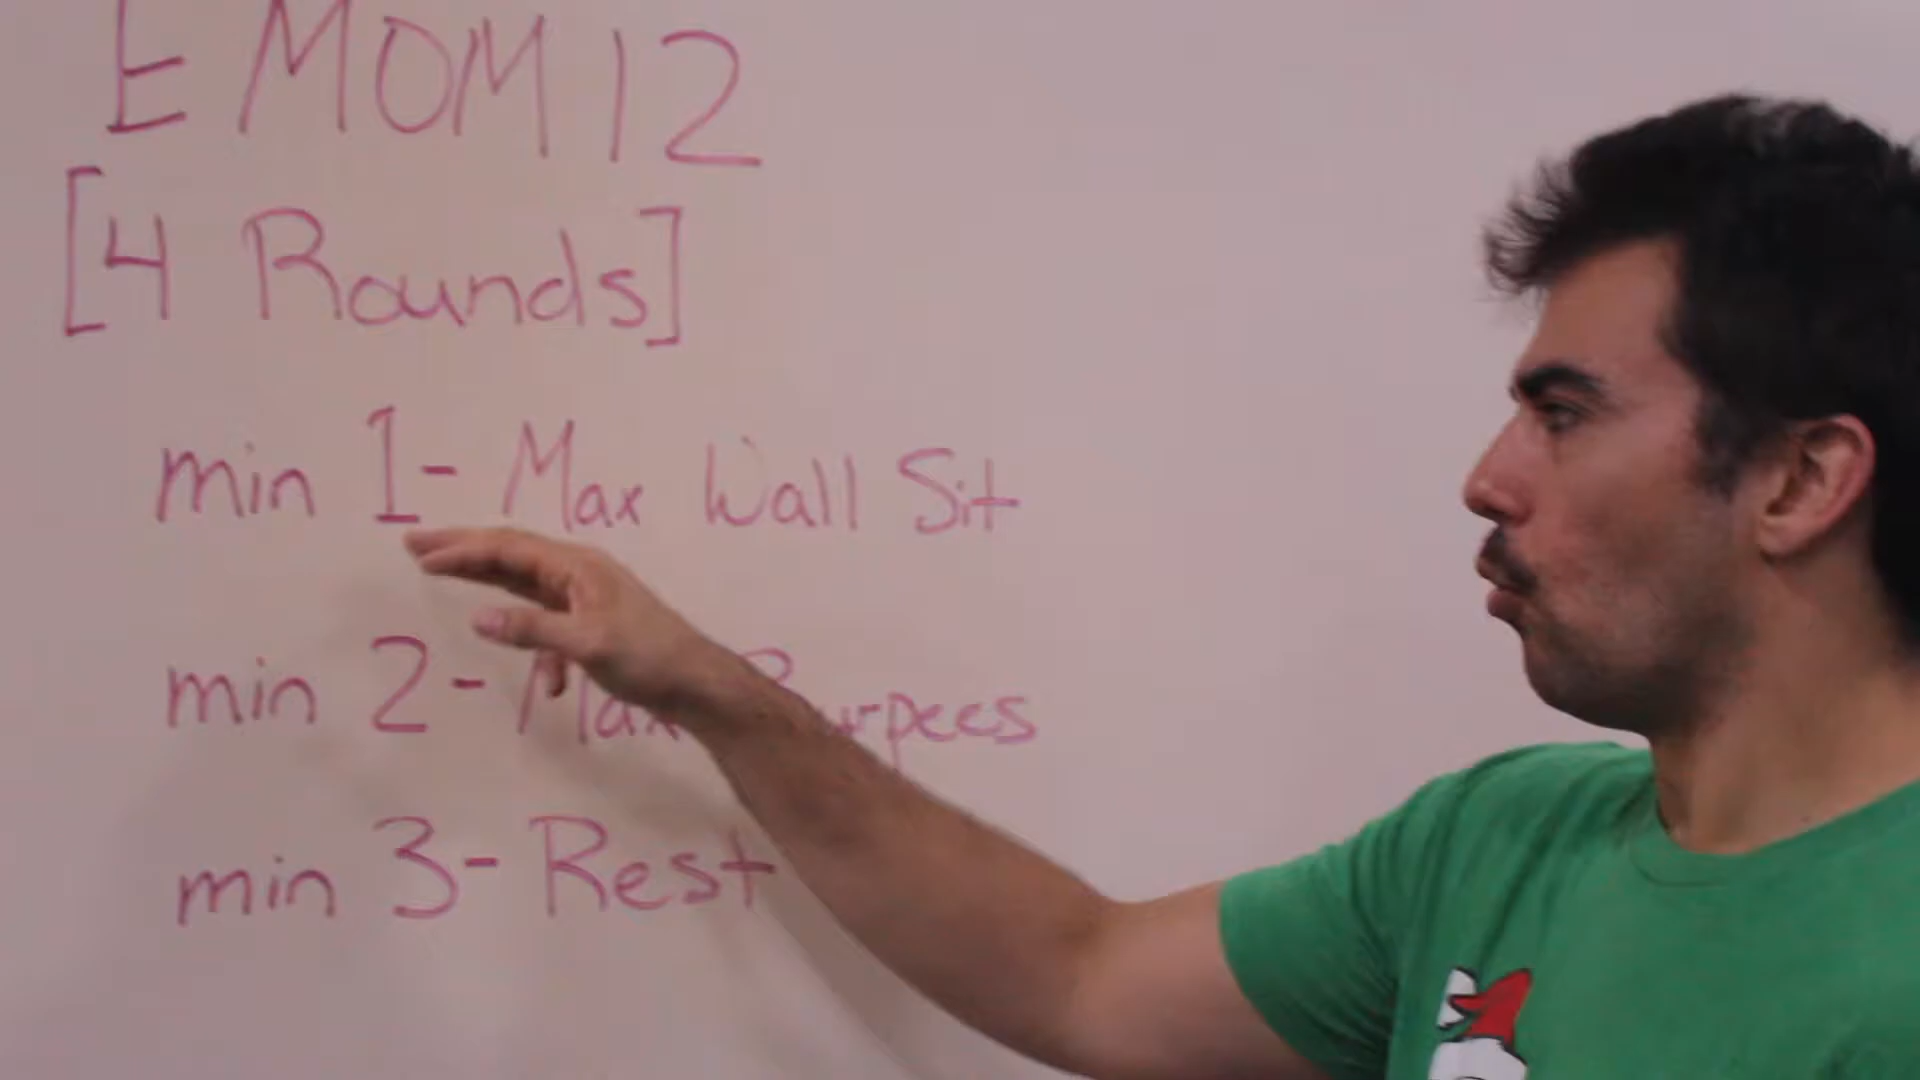 EMOM 12
[4 Rounds]
min 1- Max Wall Sit
min 2- Max Burpees
min 3- Rest